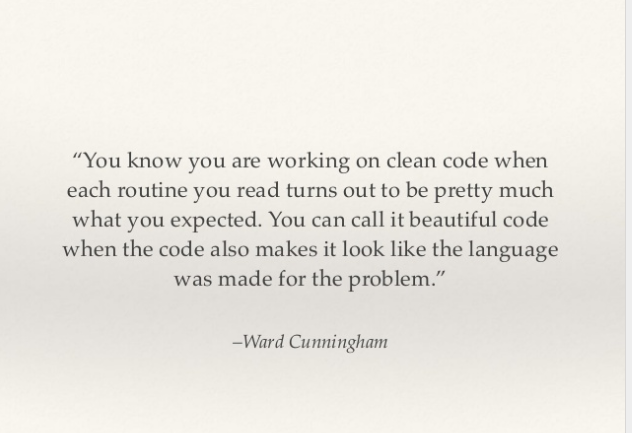 “You know you are working on clean code when
each routine you read turns out to be pretty much
what you expected. You can call it beautiful code
when the code also makes it look like the language
was made for the problem.”
–Ward Cunningham